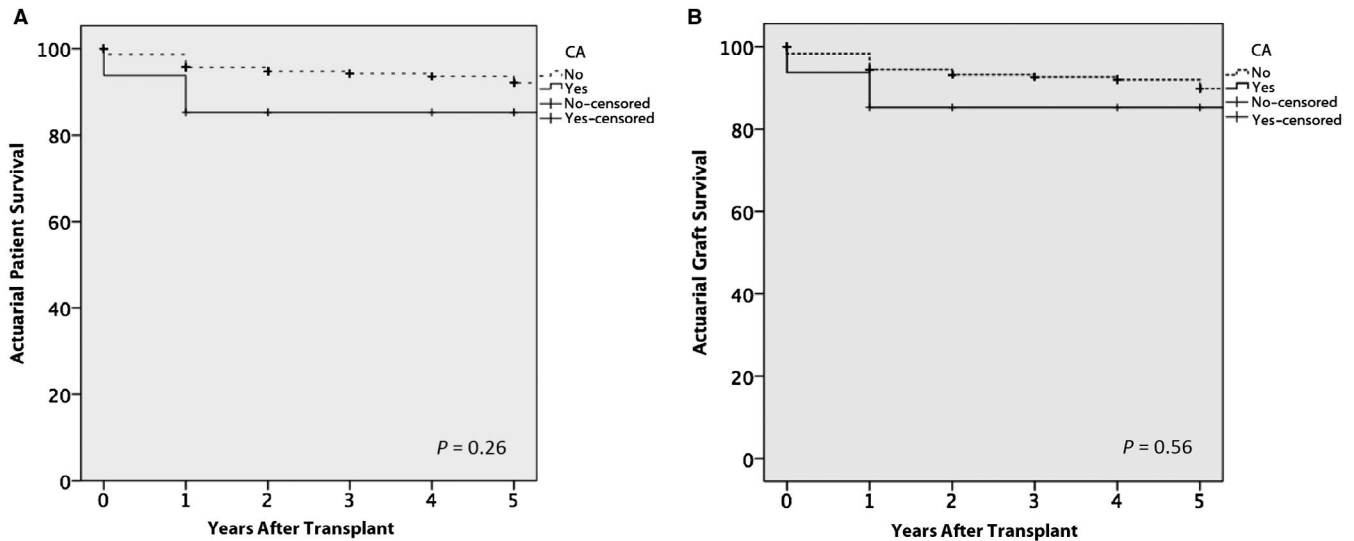 A
Actuarial Patient Survival
100
80
60
40
20
0
0 1 2 3 4 5
Years After Transplant
P = 0.26
CA
No
Yes
No-censored
Yes-censored
B
Actuarial Graft Survival
100
80
60
40
20
0
0 1 2 3 4 5
Years After Transplant
P = 0.56
CA
No
Yes
No-censored
Yes-censored